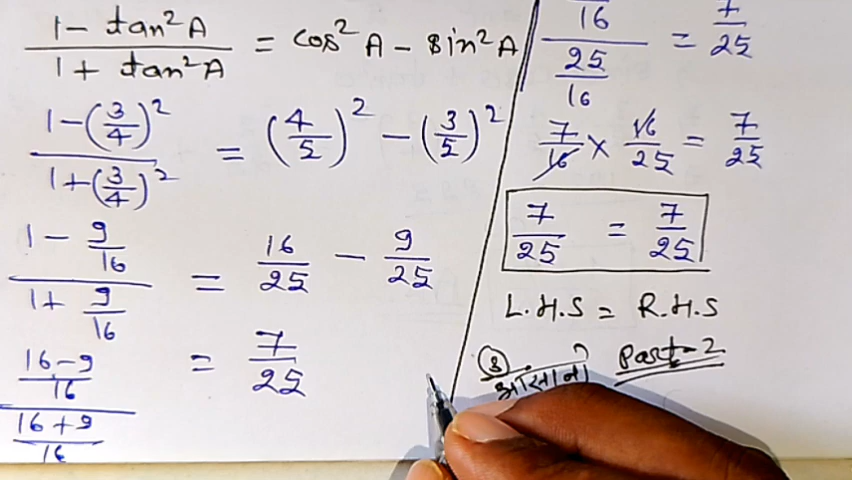 1 - tan²A / 1 + tan²A = cos²A - sin²A
1 - (3/4)² / 1 + (3/4)² = (4/5)² - (3/5)²
1 - 9/16 / 1 + 9/16 = 16/25 - 9/25
16-9/16 / 16+9/16 = 7/25
16 / 25/16 = 7/25
7/16 × 16/25 = 7/25
7/25 = 7/25
L.H.S = R.H.S
Part-2